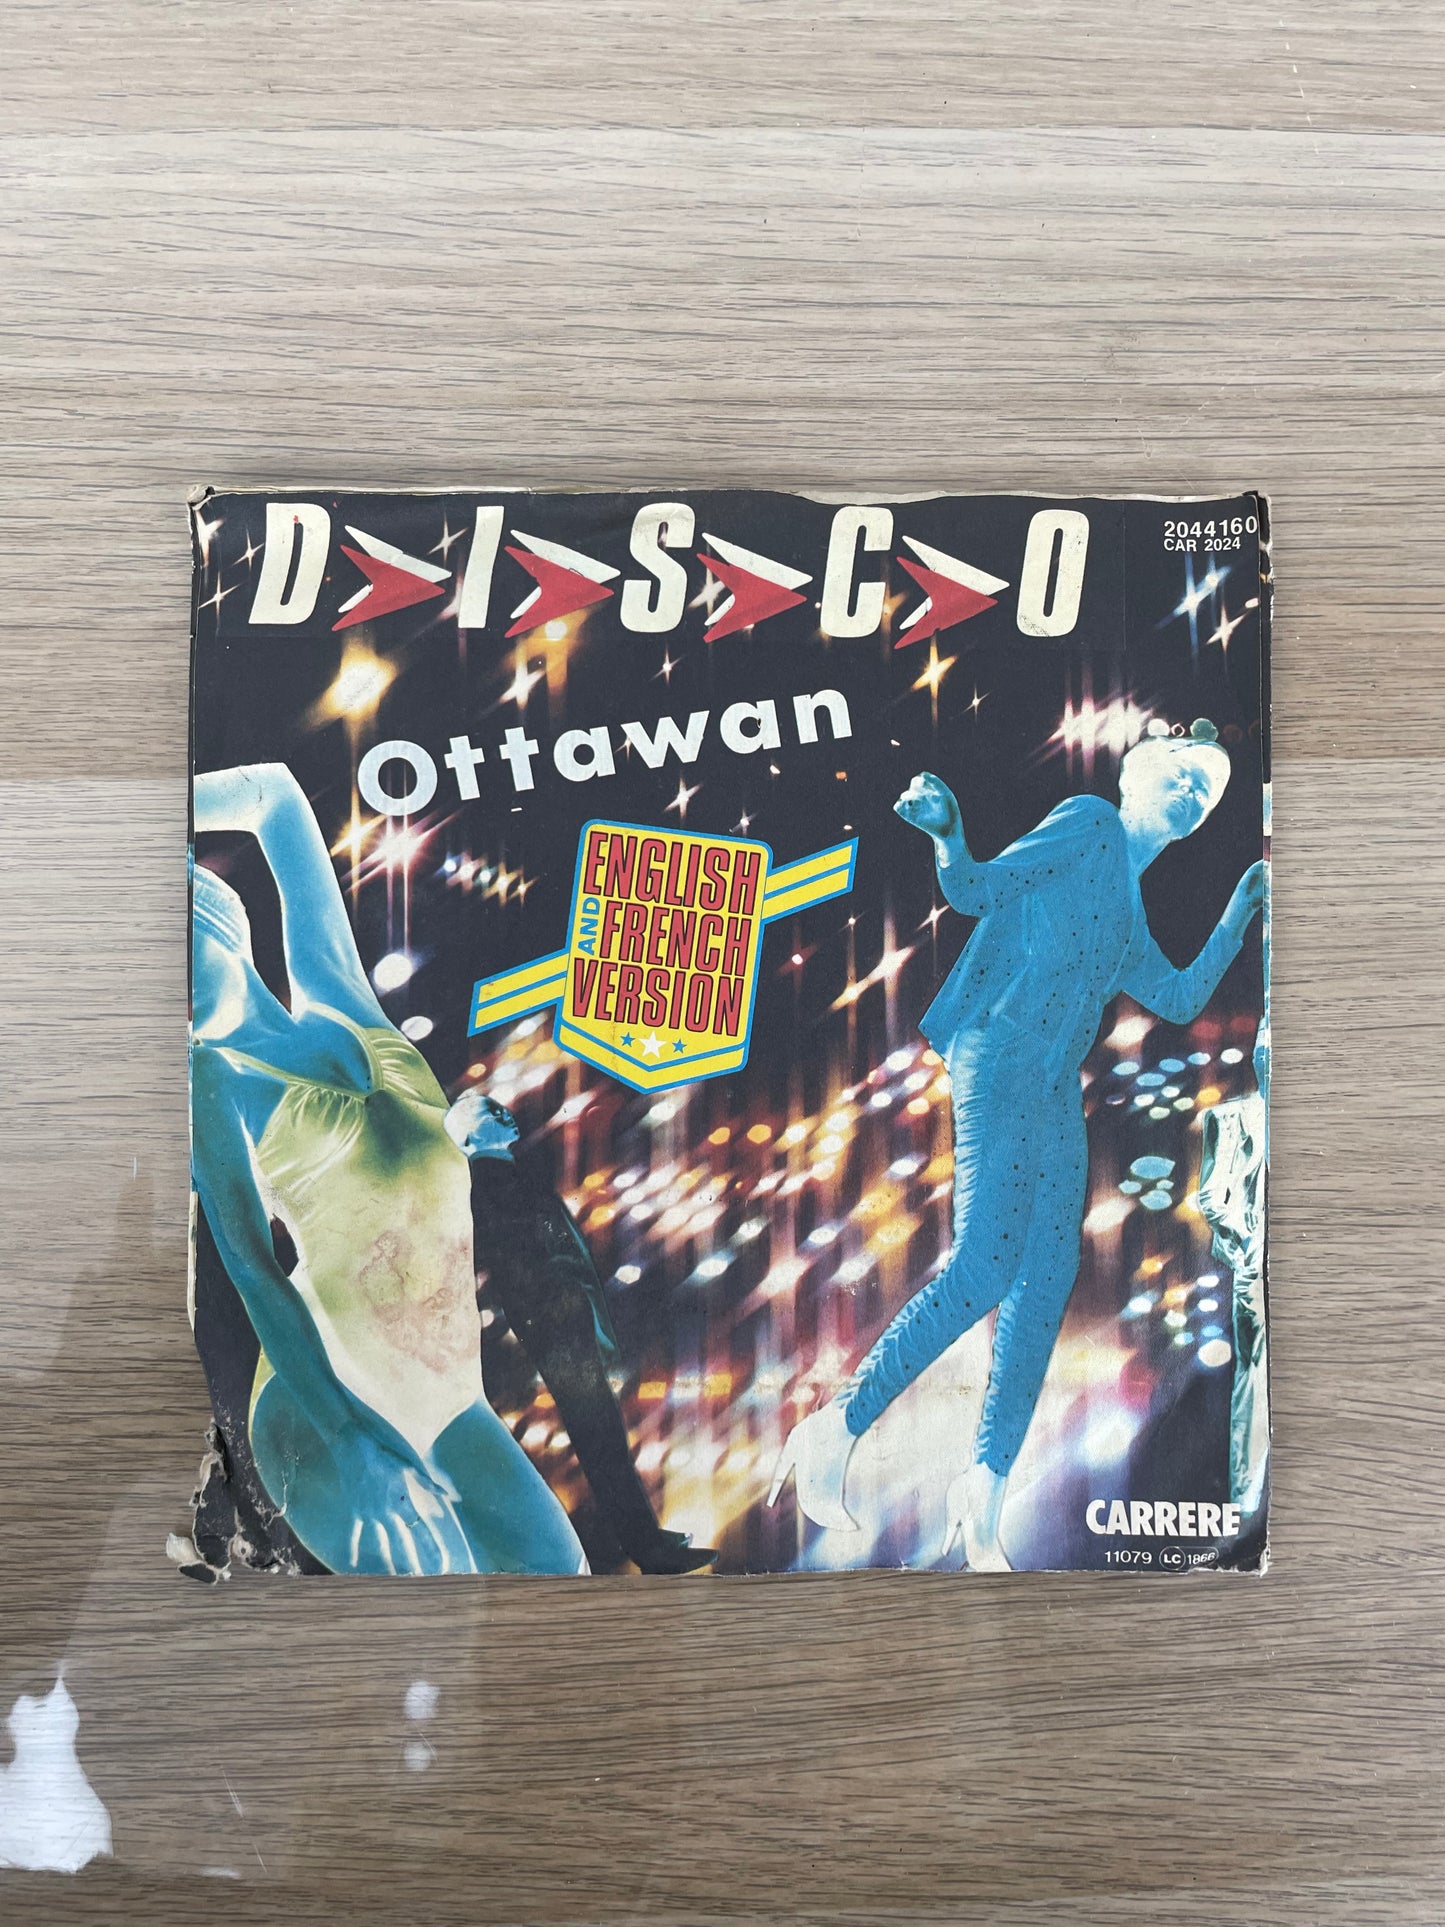 D I S C O
2044160
CAR 2024
Ottawan
ENGLISH
AND
FRENCH
VERSION
CARRERE
11079 LC 1866